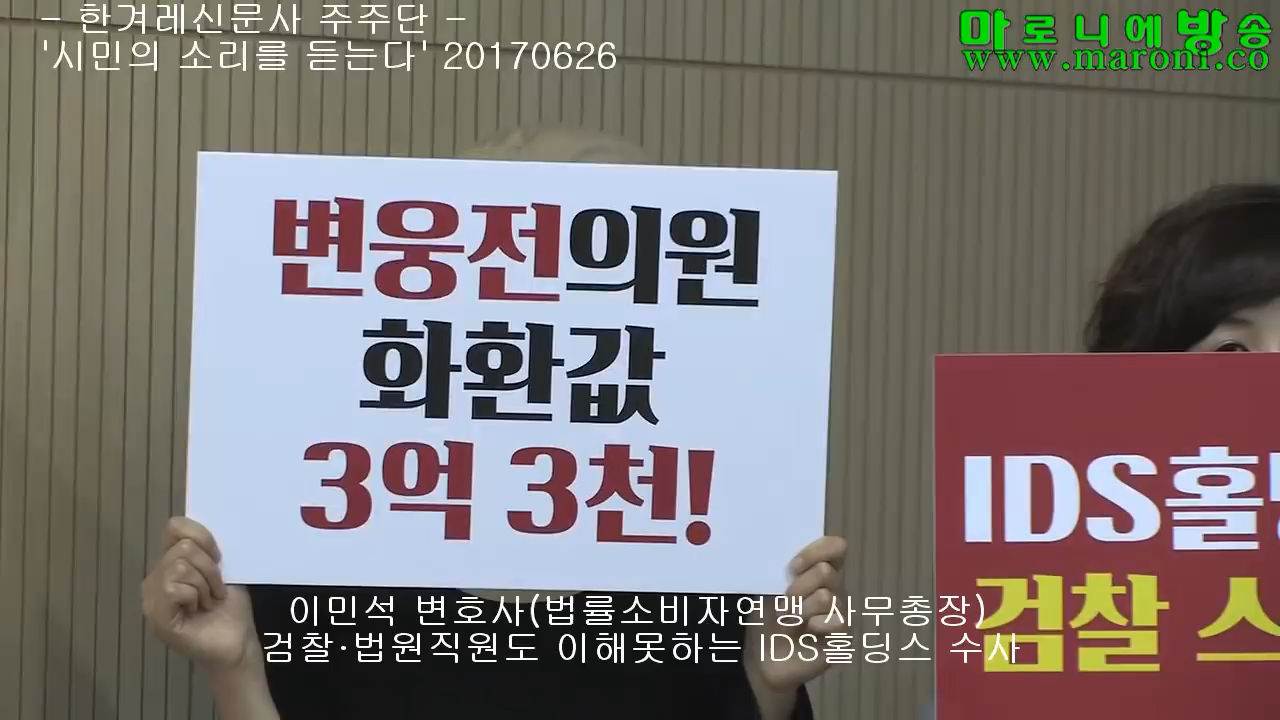 - 한겨레신문사 주주단 -
'시민의 소리를 듣는다' 20170626
마로니에방송
www.maroni.co
변웅전의원
화환값
3억 3천!
IDS홀
검찰
이민석 변호사(법률소비자연맹 사무총장)
검찰·법원직원도 이해못하는 IDS홀딩스 수사